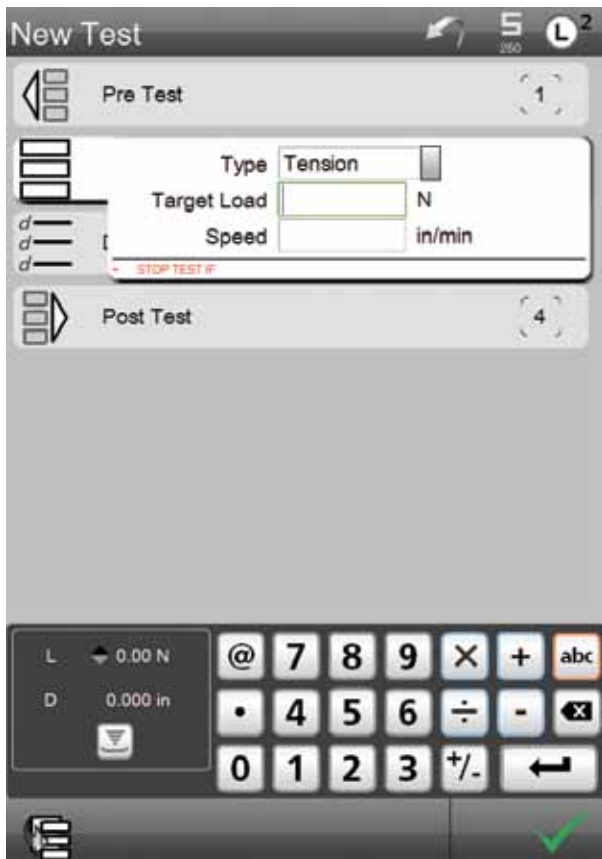 New Test
S
250
L 2
Pre Test
1
Type Tension
Target Load N
Speed in/min
d
d
d
D
- STOP TEST IF
Post Test
4
L 0.00 N
D 0.000 in
@ 7 8 9 × + abc
• 4 5 6 ÷ -
0 1 2 3 +/-